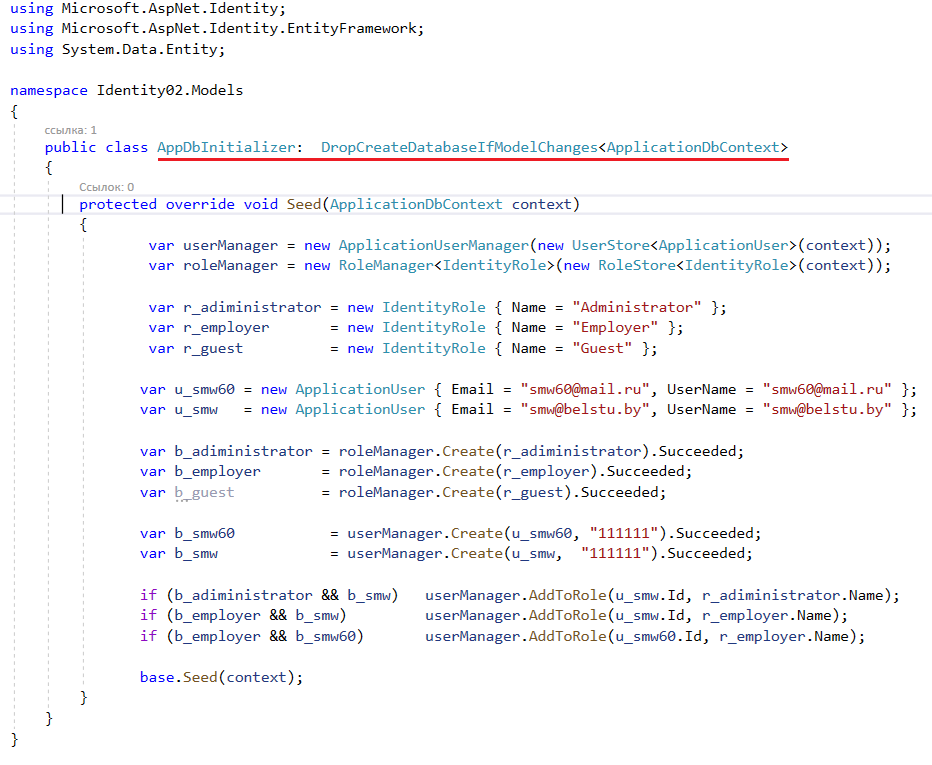 using Microsoft.AspNet.Identity;
using Microsoft.AspNet.Identity.EntityFramework;
using System.Data.Entity;
namespace Identity02.Models
{
ссылка: 1
public class AppDbInitializer:  DropCreateDatabaseIfModelChanges<ApplicationDbContext>
{
Ссылок: 0
protected override void Seed(ApplicationDbContext context)
{
var userManager = new ApplicationUserManager(new UserStore<ApplicationUser>(context));
var roleManager = new RoleManager<IdentityRole>(new RoleStore<IdentityRole>(context));
var r_adiministrator = new IdentityRole { Name = "Administrator" };
var r_employer       = new IdentityRole { Name = "Employer" };
var r_guest          = new IdentityRole { Name = "Guest" };
var u_smw60 = new ApplicationUser { Email = "smw60@mail.ru", UserName = "smw60@mail.ru" };
var u_smw   = new ApplicationUser { Email = "smw@belstu.by", UserName = "smw@belstu.by" };
var b_adiministrator = roleManager.Create(r_adiministrator).Succeeded;
var b_employer       = roleManager.Create(r_employer).Succeeded;
var b_guest          = roleManager.Create(r_guest).Succeeded;
var b_smw60           = userManager.Create(u_smw60, "111111").Succeeded;
var b_smw             = userManager.Create(u_smw,  "111111").Succeeded;
if (b_adiministrator && b_smw)   userManager.AddToRole(u_smw.Id, r_adiministrator.Name);
if (b_employer && b_smw)         userManager.AddToRole(u_smw.Id, r_employer.Name);
if (b_employer && b_smw60)       userManager.AddToRole(u_smw60.Id, r_employer.Name);
base.Seed(context);
}
}
}